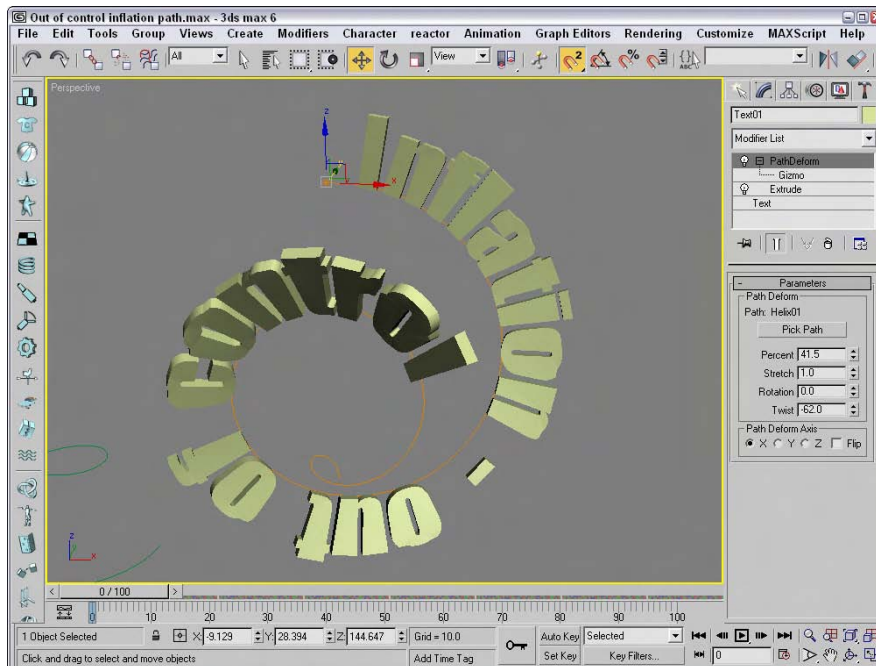 Out of control inflation path.max - 3ds max 6
File Edit Tools Group Views Create Modifiers Character reactor Animation Graph Editors Rendering Customize MAXScript Help
All
View
Perspective
z
x
Inflation
out of control
Text01
Modifier List
PathDeform
Gizmo
Extrude
Text
Parameters
Path Deform
Path: Helix01
Pick Path
Percent 41.5
Stretch 1.0
Rotation 0.0
Twist -62.0
Path Deform Axis
X Y Z Flip
z
x
0 / 100
0 10 20 30 40 50 60 70 80 90 100
1 Object Selected X: -9.129 Y: 28.394 Z: 144.647 Grid = 10.0 Auto Key Selected
Click and drag to select and move objects Add Time Tag Set Key Key Filters... 0